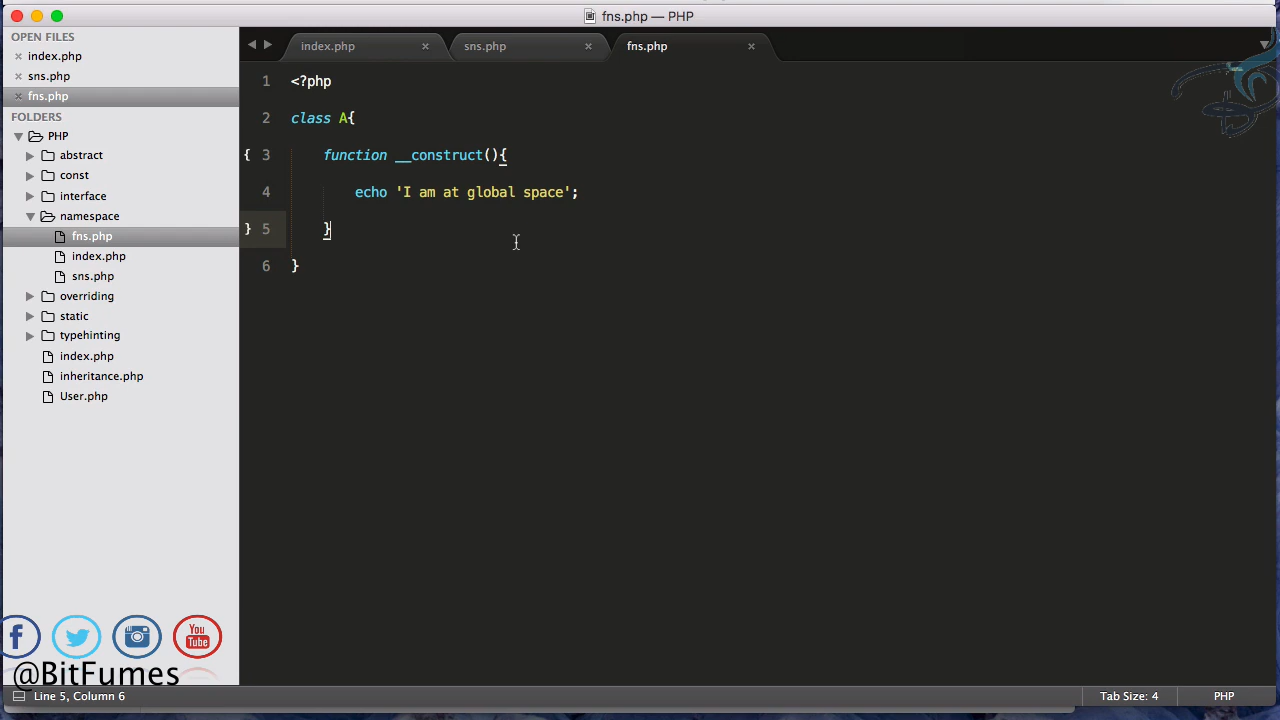 fns.php — PHP
OPEN FILES
index.php
sns.php
fns.php
FOLDERS
PHP
abstract
const
interface
namespace
fns.php
index.php
sns.php
overriding
static
typehinting
index.php
inheritance.php
User.php
index.php
sns.php
fns.php
1 <?php
2 class A{
{ 3 function __construct(){
4 echo 'I am at global space';
} 5 }
6 }
You
Tube
@BitFumes
Line 5, Column 6
Tab Size: 4
PHP